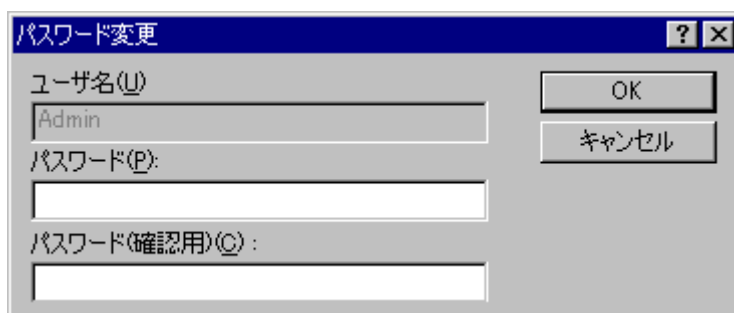 パスワード変更
ユーザ名(U)
Admin
OK
キャンセル
パスワード(P):
パスワード(確認用)(C) :